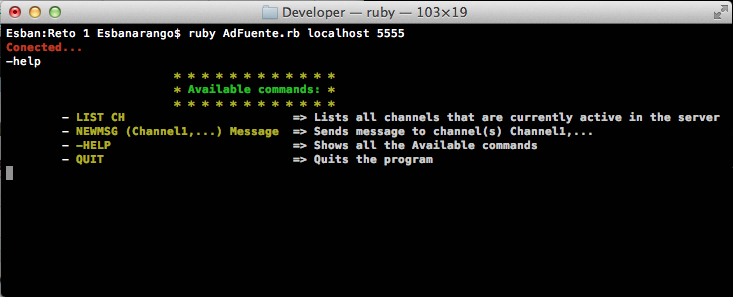 Developer — ruby — 103×19
Esban:Reto 1 Esbanarango$ ruby AdFuente.rb localhost 5555
Conected...
-help
* * * * * * * * * * * *
* Available commands: *
* * * * * * * * * * * *
- LIST CH => Lists all channels that are currently active in the server
- NEWMSG (Channel1,...) Message => Sends message to channel(s) Channel1,...
- -HELP => Shows all the Available commands
- QUIT => Quits the program